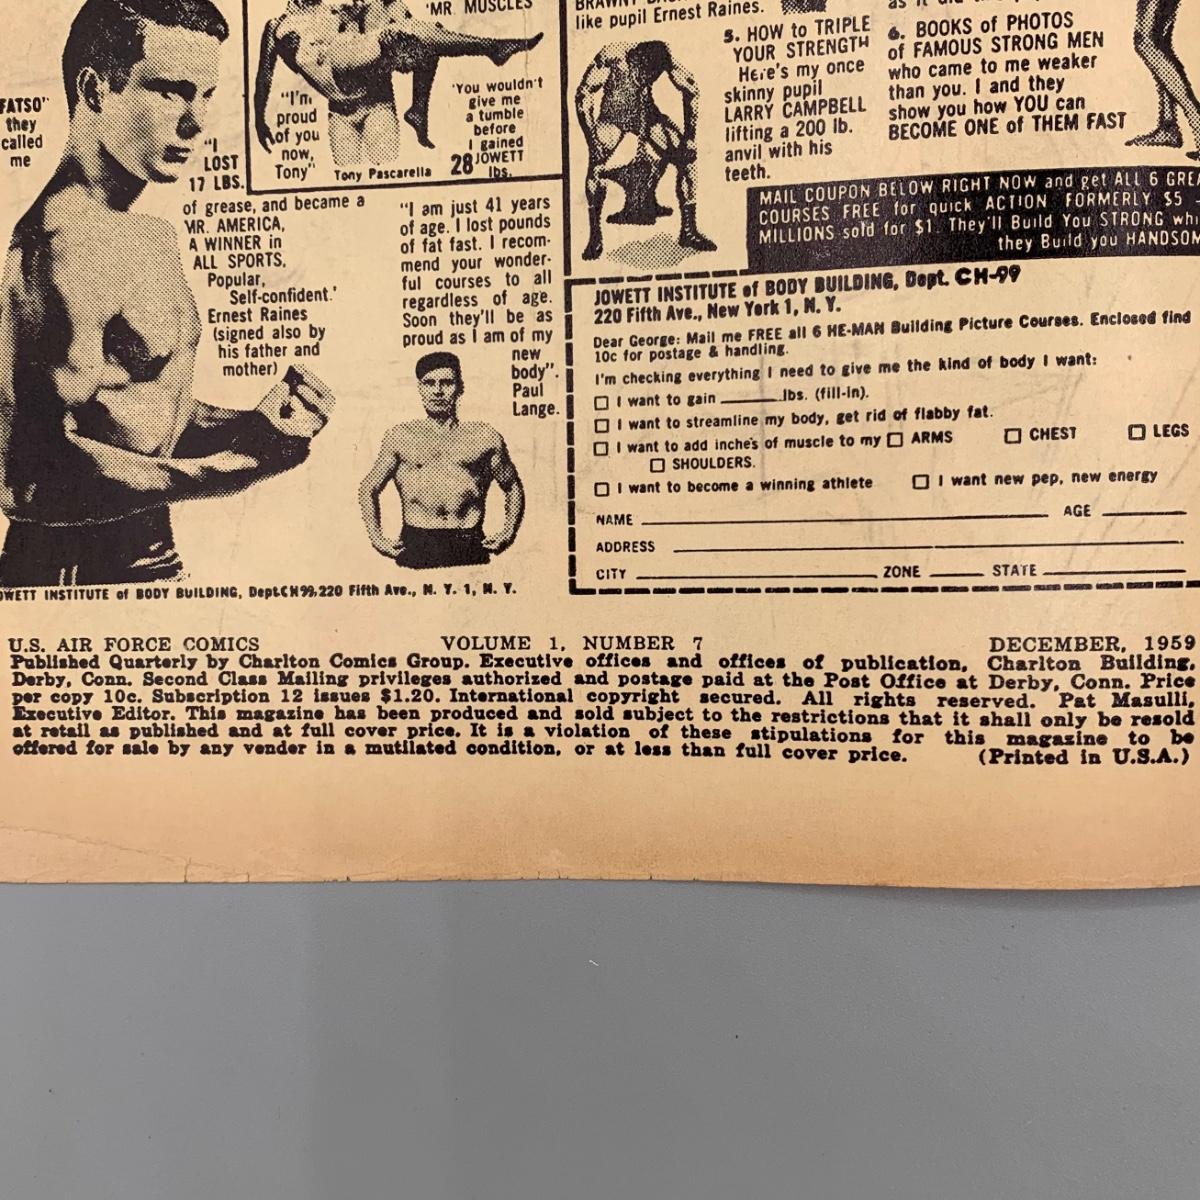 FATSO"
they
called
me
"I
LOST
17 LBS.
of grease, and became a
MR. AMERICA,
A WINNER in
ALL SPORTS,
Popular,
Self-confident.'
Ernest Raines
(signed also by
his father and
mother)
'MR. MUSCLES
"I'm
proud
of you
now,
Tony"
Tony Pascarella
'You wouldn't
give me
a tumble
before
I gained
28 JOWETT
lbs.
"I am just 41 years
of age. I lost pounds
of fat fast. I recom-
mend your wonder-
ful courses to all
regardless of age.
Soon they'll be as
proud as I am of my
new
body".
Paul
Lange.
JOWETT INSTITUTE of BODY BUILDING, Dept.CH99,220 Fifth Ave., N. Y. 1, N. Y.
like pupil Ernest Raines.
5. HOW to TRIPLE
YOUR STRENGTH
Here's my once
skinny pupil
LARRY CAMPBELL
lifting a 200 lb.
anvil with his
teeth.
6. BOOKS of PHOTOS
of FAMOUS STRONG MEN
who came to me weaker
than you. I and they
show you how YOU can
BECOME ONE of THEM FAST
MAIL COUPON BELOW RIGHT NOW and get ALL 6 GREA
COURSES FREE for quick ACTION FORMERLY $5
MILLIONS sold for $1. They'll Build You STRONG whi
they Build you HANDSOM
JOWETT INSTITUTE of BODY BUILDING, Dept. CH-99
220 Fifth Ave., New York 1, N. Y.
Dear George: Mail me FREE all 6 HE-MAN Building Picture Courses. Enclosed find
10c for postage & handling.
I'm checking everything I need to give me the kind of body I want:
☐ I want to gain ________lbs. (fill-in).
☐ I want to streamline my body, get rid of flabby fat.
☐ I want to add inche's of muscle to my ☐ ARMS ☐ CHEST ☐ LEGS
☐ SHOULDERS.
☐ I want to become a winning athlete ☐ I want new pep, new energy
NAME ________ AGE ________
ADDRESS ________
CITY ________ ZONE ________ STATE ________
U.S. AIR FORCE COMICS VOLUME 1, NUMBER 7 DECEMBER, 1959
Published Quarterly by Charlton Comics Group. Executive offices and offices of publication, Charlton Building,
Derby, Conn. Second Class Mailing privileges authorized and postage paid at the Post Office at Derby, Conn. Price
per copy 10c. Subscription 12 issues $1.20. International copyright secured. All rights reserved. Pat Masulli,
Executive Editor. This magazine has been produced and sold subject to the restrictions that it shall only be resold
at retail as published and at full cover price. It is a violation of these stipulations for this magazine to be
offered for sale by any vender in a mutilated condition, or at less than full cover price. (Printed in U.S.A.)